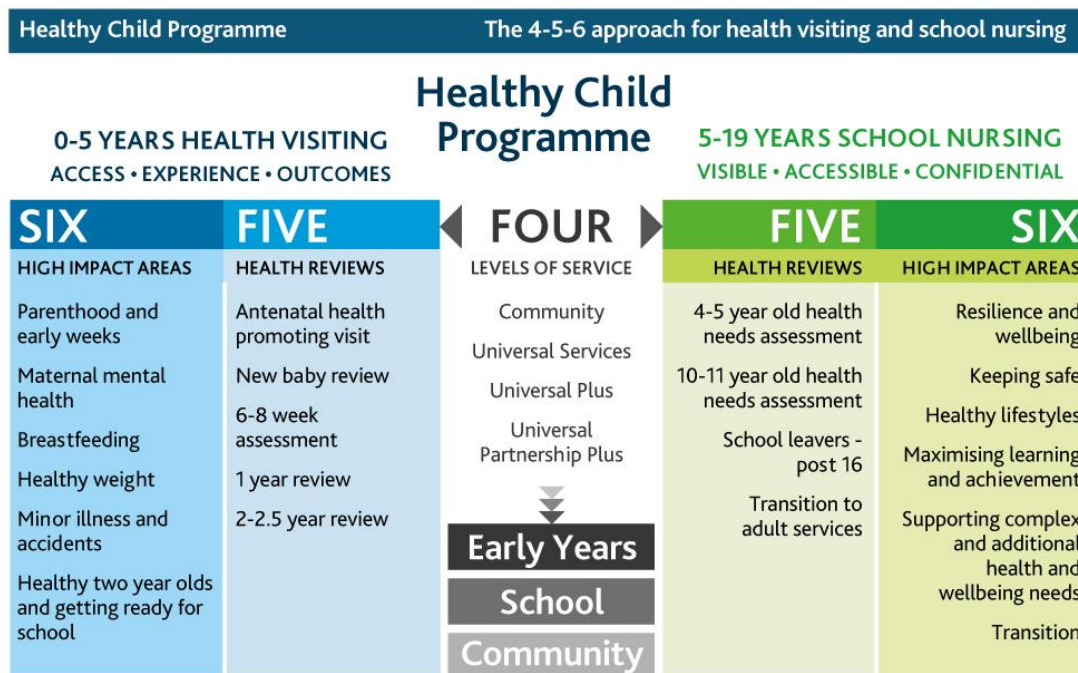 Healthy Child Programme
The 4-5-6 approach for health visiting and school nursing
Healthy Child
Programme
0-5 YEARS HEALTH VISITING
ACCESS • EXPERIENCE • OUTCOMES
5-19 YEARS SCHOOL NURSING
VISIBLE • ACCESSIBLE • CONFIDENTIAL
SIX
HIGH IMPACT AREAS
Parenthood and
early weeks
Maternal mental
health
Breastfeeding
Healthy weight
Minor illness and
accidents
Healthy two year olds
and getting ready for
school
FIVE
HEALTH REVIEWS
Antenatal health
promoting visit
New baby review
6-8 week
assessment
1 year review
2-2.5 year review
FOUR
LEVELS OF SERVICE
Community
Universal Services
Universal Plus
Universal
Partnership Plus
Early Years
School
Community
FIVE
HEALTH REVIEWS
4-5 year old health
needs assessment
10-11 year old health
needs assessment
School leavers -
post 16
Transition to
adult services
SIX
HIGH IMPACT AREAS
Resilience and
wellbeing
Keeping safe
Healthy lifestyles
Maximising learning
and achievement
Supporting complex
and additional
health and
wellbeing needs
Transition